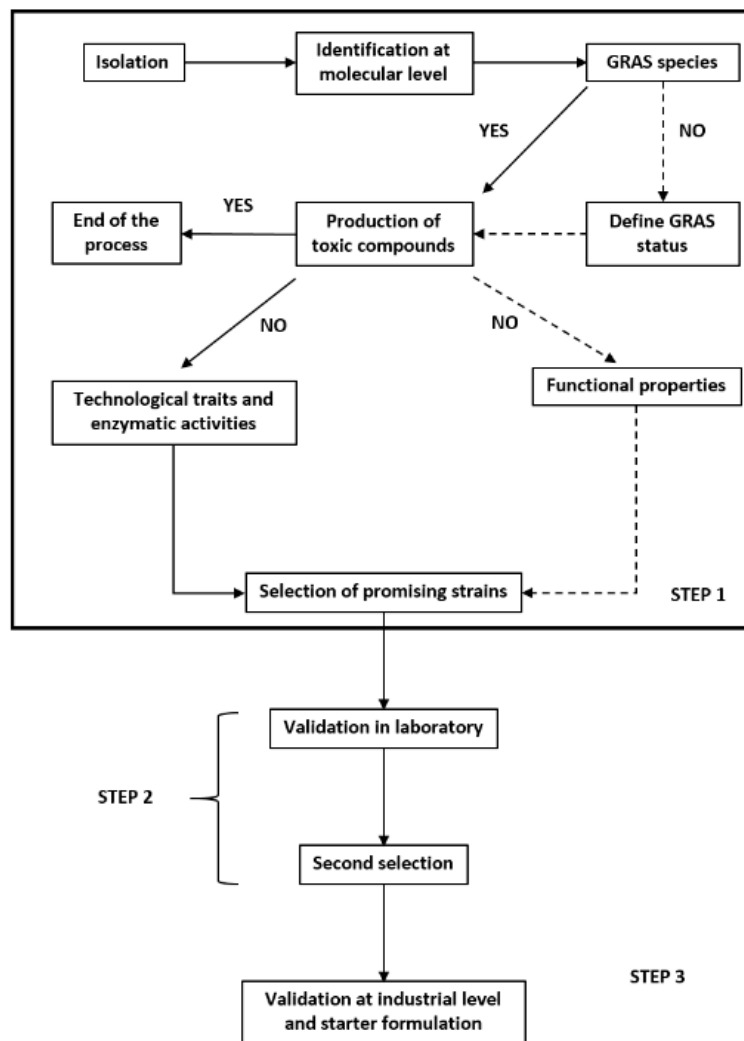 Isolation
Identification at
molecular level
GRAS species
YES
NO
End of the
process
YES
Production of
toxic compounds
Define GRAS
status
NO
NO
Technological traits and
enzymatic activities
Functional properties
Selection of promising strains
STEP 1
Validation in laboratory
STEP 2
Second selection
STEP 3
Validation at industrial level
and starter formulation